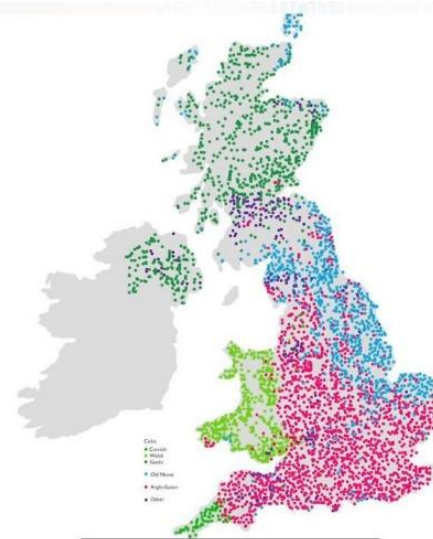 Celtic
Cornish
Welsh
Gaelic
Old Norse
Anglo-Saxon
Other